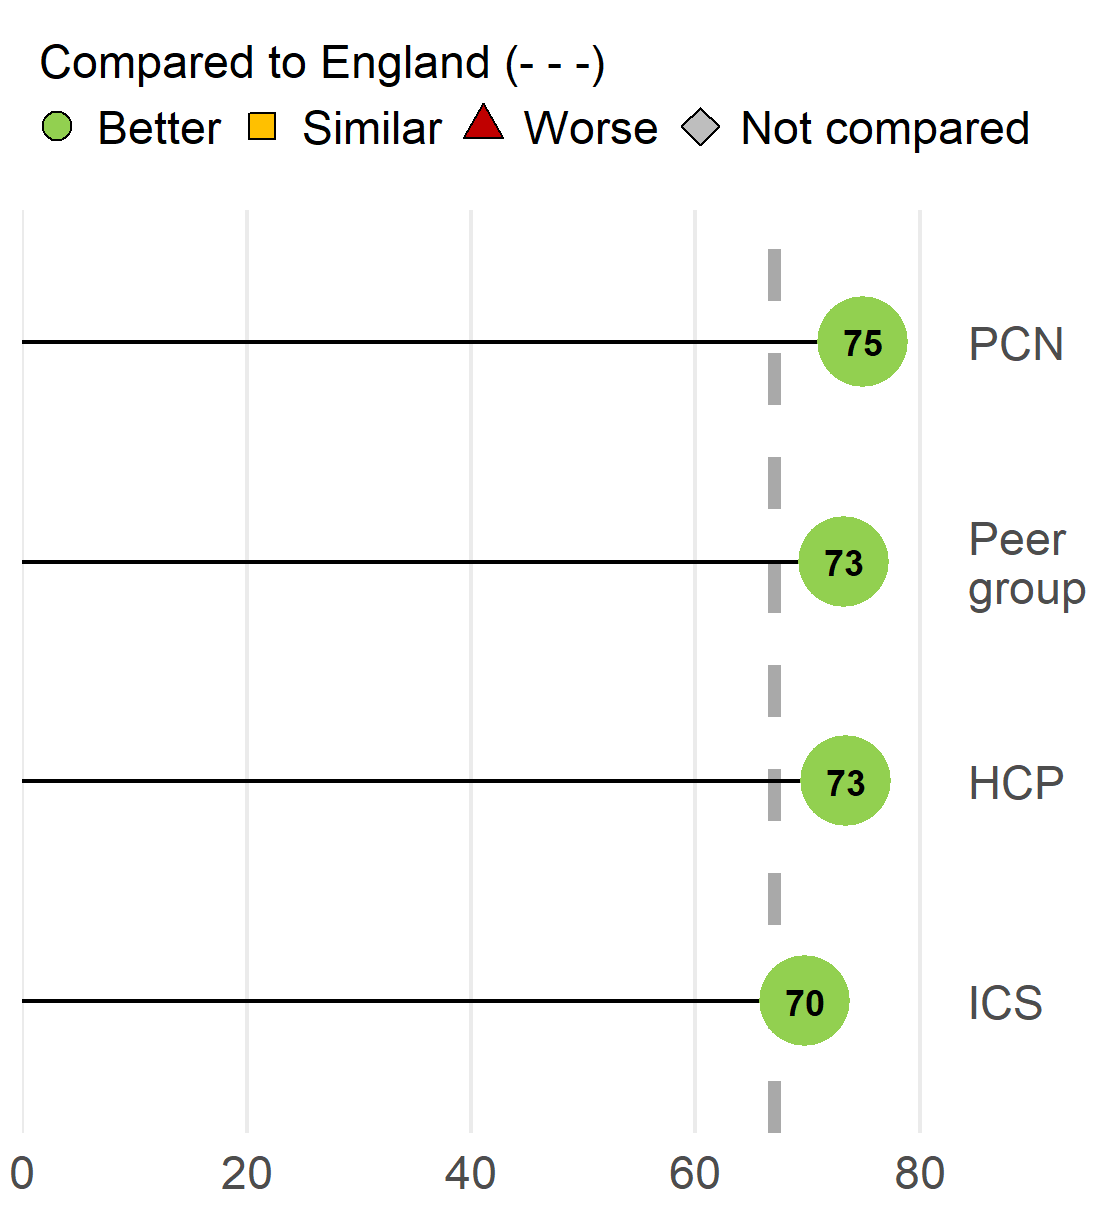 Compared to England (- - -)
Better Similar Worse Not compared
75 PCN
73 Peer
group
73 HCP
70 ICS
0 20 40 60 80